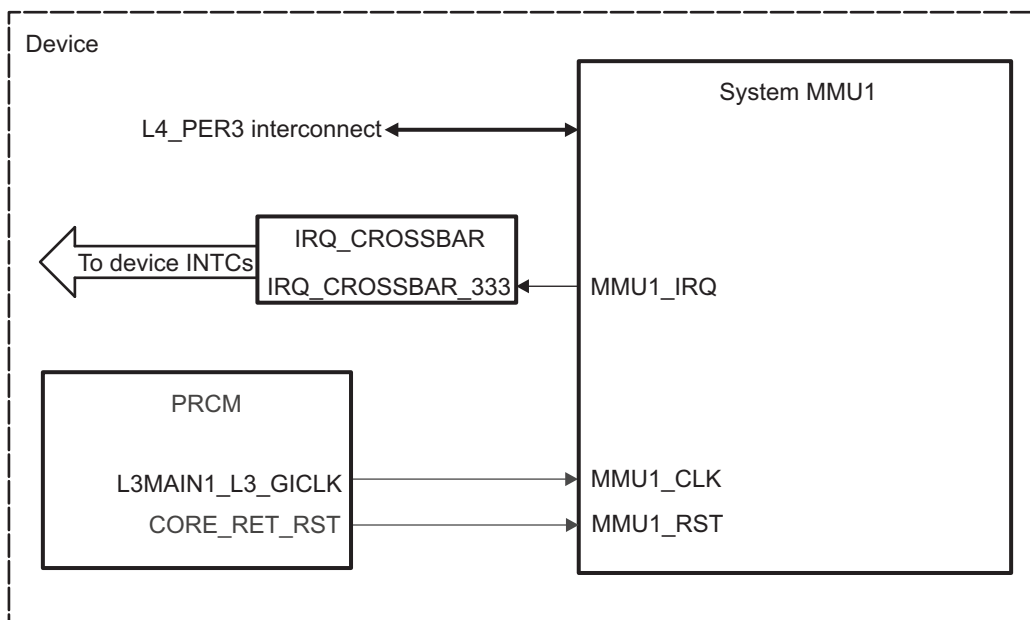 Device
System MMU1
L4_PER3 interconnect
IRQ_CROSSBAR
To device INTCs
IRQ_CROSSBAR_333
MMU1_IRQ
PRCM
L3MAIN1_L3_GICLK
MMU1_CLK
CORE_RET_RST
MMU1_RST